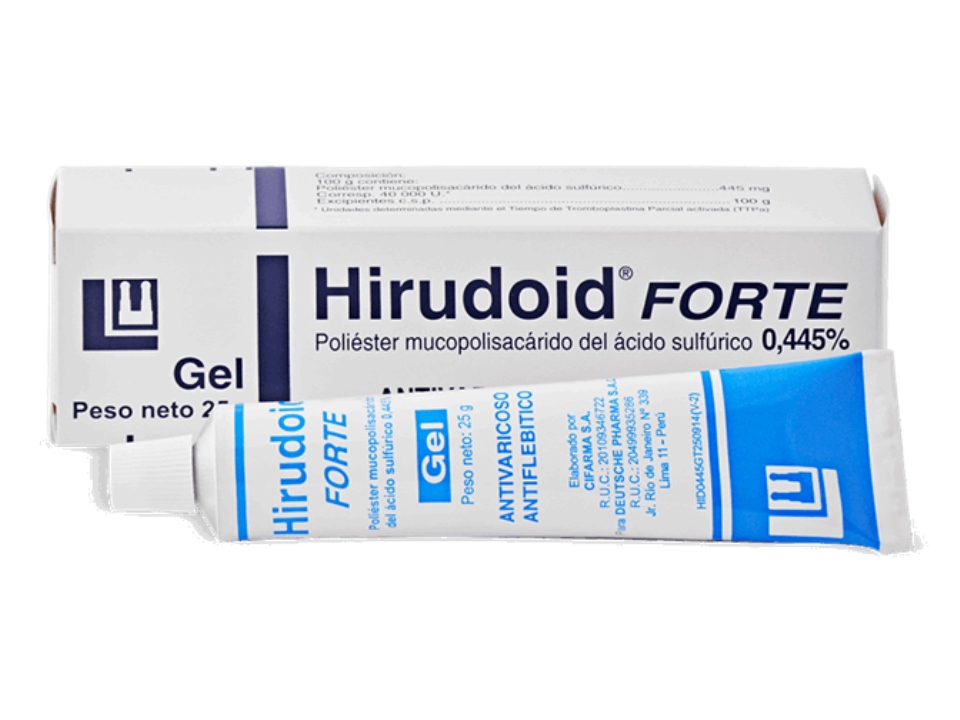 Composición:
100 g contiene:
Poliéster mucopolisacárido del ácido sulfúrico..........................445 mg
Corresp. 40 000 U.*
Excipientes c.s.p. ......................................................... 100 g
* Unidades determinadas mediante el Tiempo de Tromboplastina Parcial activada (TTPa)
Hirudoid® FORTE
Poliéster mucopolisacárido del ácido sulfúrico 0,445%
Gel
Peso neto 25
Hirudoid
FORTE
Poliéster mucopolisacárido
del ácido sulfúrico 0,445
Gel
Peso neto: 25 g
ANTIVARICOSO
ANTIFLEBITICO
Elaborado por
CIFARMA S.A.
R.U.C.: 20109346722
Para DEUTSCHE PHARMA S.A.C
R.U.C.: 20499935286
Jr. Río de Janeiro Nº 339
Lima 11 - Perú
HID0445GT250914(V-2)